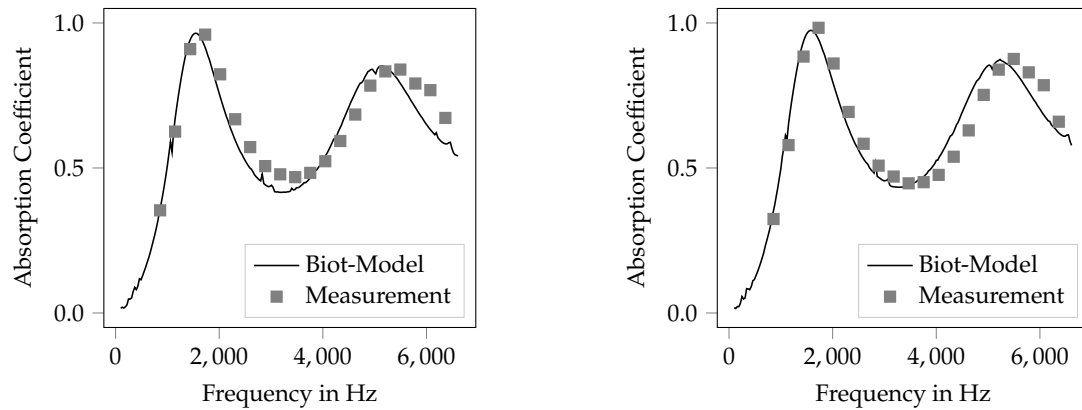 Absorption Coefficient
1.0
0.5
0.0
Biot-Model
Measurement
0 2,000 4,000 6,000
Frequency in Hz
Absorption Coefficient
1.0
0.5
0.0
Biot-Model
Measurement
0 2,000 4,000 6,000
Frequency in Hz